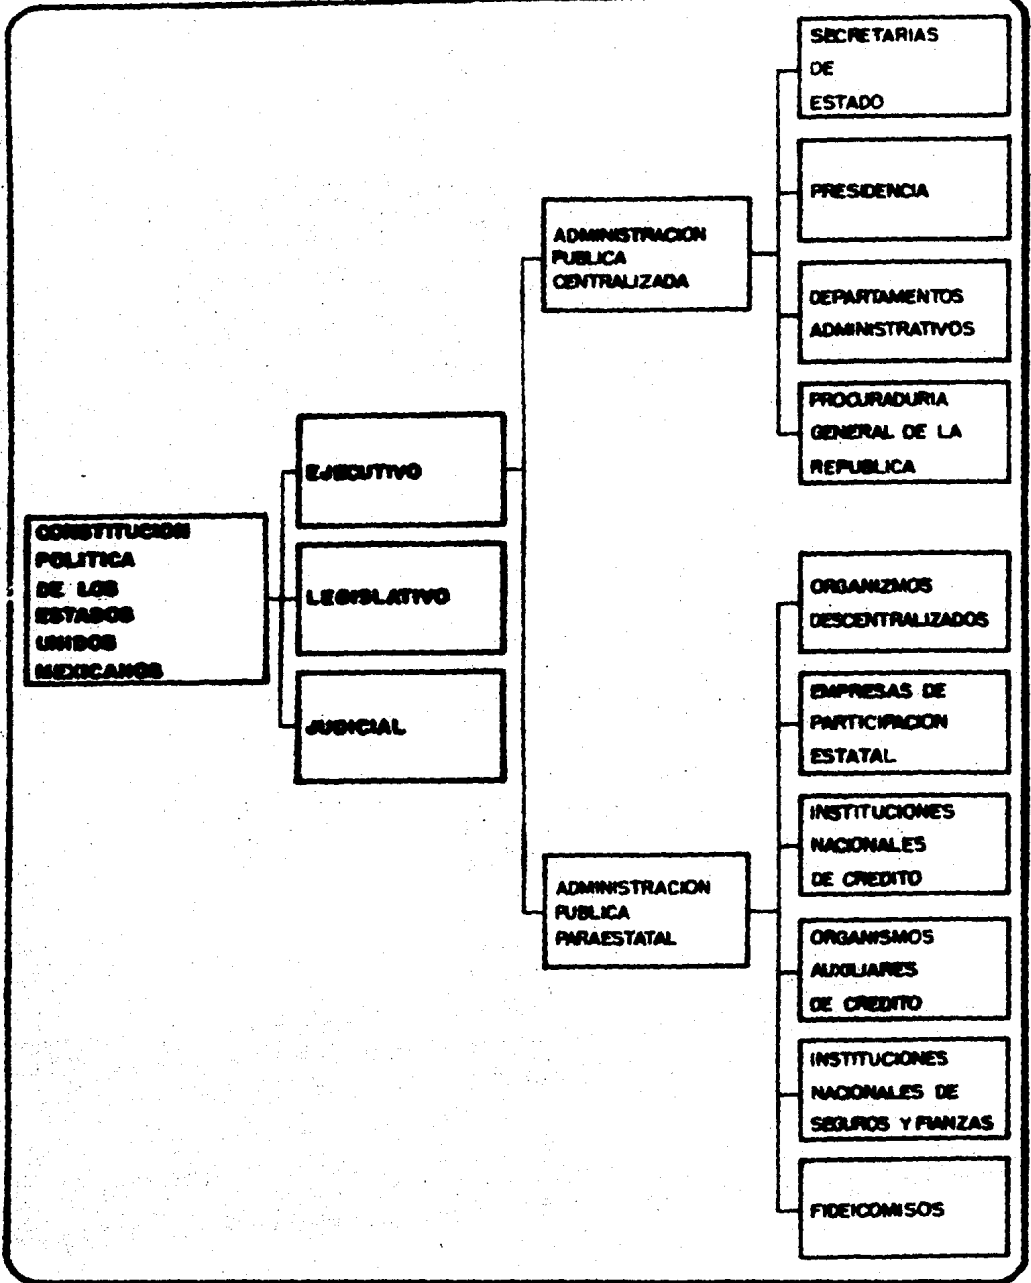 CONSTITUCION
POLITICA
DE LOS
ESTADOS
UNIDOS
MEXICANOS
EJECUTIVO
LEGISLATIVO
JUDICIAL
ADMINISTRACION
PUBLICA
CENTRALIZADA
ADMINISTRACION
PUBLICA
PARAESTATAL
SECRETARIAS
DE
ESTADO
PRESIDENCIA
DEPARTAMENTOS
ADMINISTRATIVOS
PROCURADURIA
GENERAL DE LA
REPUBLICA
ORGANIZMOS
DESCENTRALIZADOS
EMPRESAS DE
PARTICIPACION
ESTATAL
INSTITUCIONES
NACIONALES
DE CREDITO
ORGANISMOS
AUXILIARES
DE CREDITO
INSTITUCIONES
NACIONALES DE
SEGUROS Y FIANZAS
FIDEICOMISOS